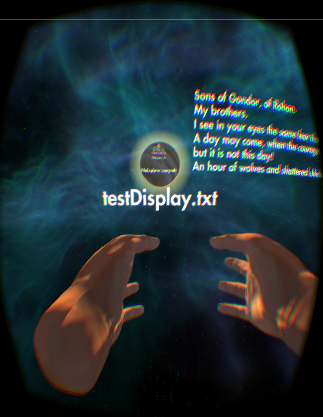 Sons of Gondor, of Rohan.
My brothers.
I see in your eyes the same fear
A day may come, when the courage
but it is not this day!
An hour of wolves and shattered
testDisplay.txt